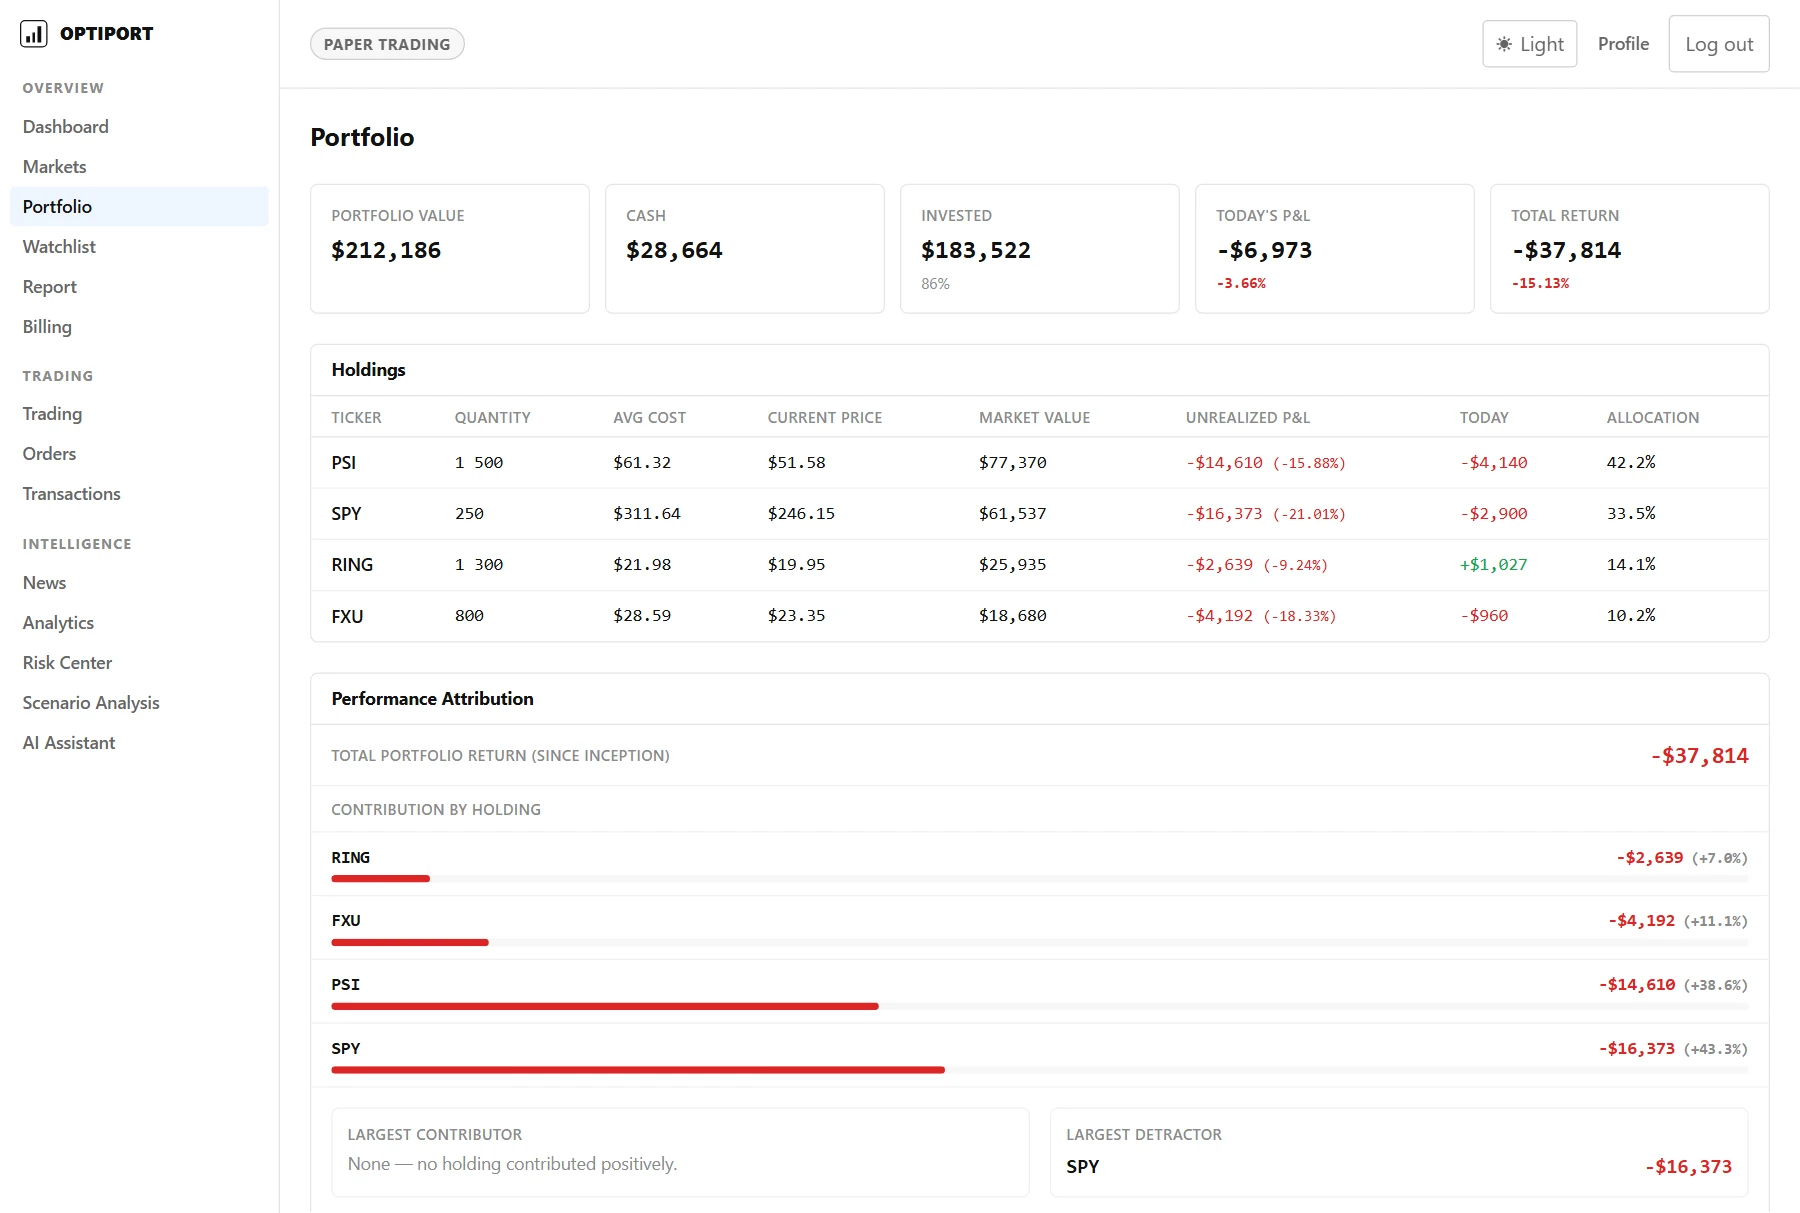 OPTIPORT
OVERVIEW
Dashboard
Markets
Portfolio
Watchlist
Report
Billing
TRADING
Trading
Orders
Transactions
INTELLIGENCE
News
Analytics
Risk Center
Scenario Analysis
AI Assistant
PAPER TRADING
Light Profile Log out
Portfolio
PORTFOLIO VALUE
$212,186
CASH
$28,664
INVESTED
$183,522
86%
TODAY'S P&L
-$6,973
-3.66%
TOTAL RETURN
-$37,814
-15.13%
Holdings
TICKER QUANTITY AVG COST CURRENT PRICE MARKET VALUE UNREALIZED P&L TODAY ALLOCATION
PSI 1 500 $61.32 $51.58 $77,370 -$14,610 (-15.88%) -$4,140 42.2%
SPY 250 $311.64 $246.15 $61,537 -$16,373 (-21.01%) -$2,900 33.5%
RING 1 300 $21.98 $19.95 $25,935 -$2,639 (-9.24%) +$1,027 14.1%
FXU 800 $28.59 $23.35 $18,680 -$4,192 (-18.33%) -$960 10.2%
Performance Attribution
TOTAL PORTFOLIO RETURN (SINCE INCEPTION) -$37,814
CONTRIBUTION BY HOLDING
RING -$2,639 (+7.0%)
FXU -$4,192 (+11.1%)
PSI -$14,610 (+38.6%)
SPY -$16,373 (+43.3%)
LARGEST CONTRIBUTOR
None — no holding contributed positively.
LARGEST DETRACTOR
SPY -$16,373